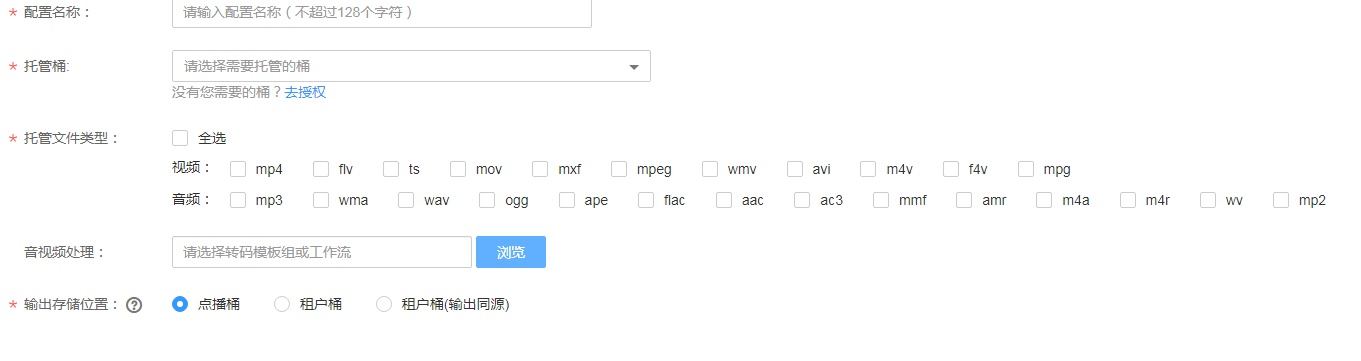 * 配置名称： 请输入配置名称（不超过128个字符）
* 托管桶: 请选择需要托管的桶
没有您需要的桶？去授权
* 托管文件类型： 全选
视频： mp4 flv ts mov mxf mpeg wmv avi m4v f4v mpg
音频： mp3 wma wav ogg ape flac aac ac3 mmf amr m4a m4r wv mp2
音视频处理： 请选择转码模板组或工作流 浏览
* 输出存储位置： ? 点播桶 租户桶 租户桶(输出同源)